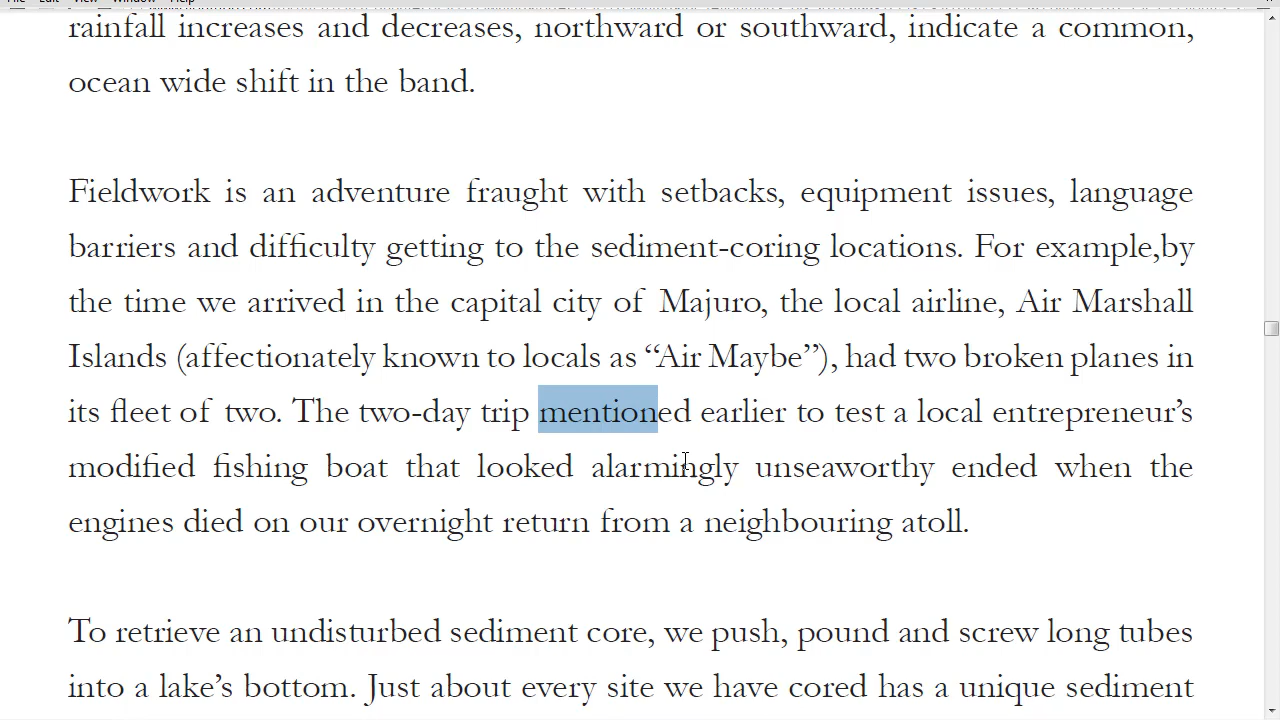 File Edit View Window Help
rainfall increases and decreases, northward or southward, indicate a common,
ocean wide shift in the band.
Fieldwork is an adventure fraught with setbacks, equipment issues, language
barriers and difficulty getting to the sediment-coring locations. For example,by
the time we arrived in the capital city of Majuro, the local airline, Air Marshall
Islands (affectionately known to locals as “Air Maybe”), had two broken planes in
its fleet of two. The two-day trip mentioned earlier to test a local entrepreneur’s
modified fishing boat that looked alarmingly unseaworthy ended when the
engines died on our overnight return from a neighbouring atoll.
To retrieve an undisturbed sediment core, we push, pound and screw long tubes
into a lake’s bottom. Just about every site we have cored has a unique sediment